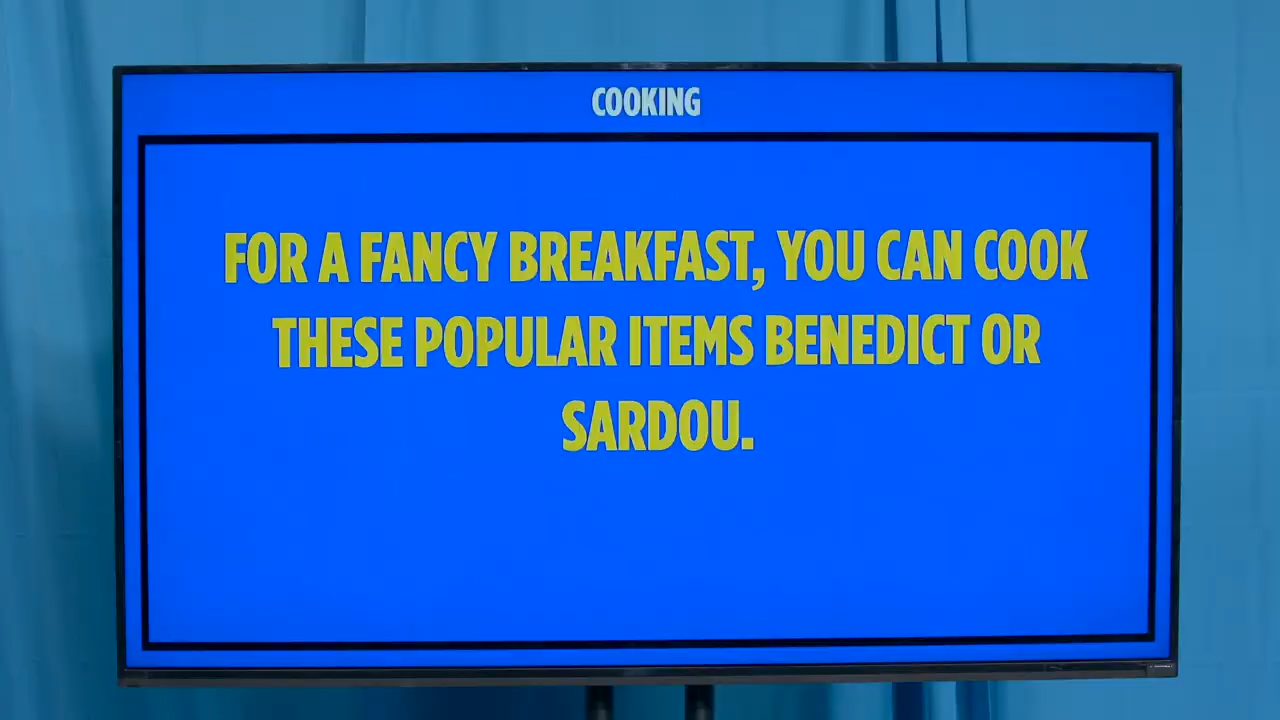 COOKING
FOR A FANCY BREAKFAST, YOU CAN COOK
THESE POPULAR ITEMS BENEDICT OR
SARDOU.